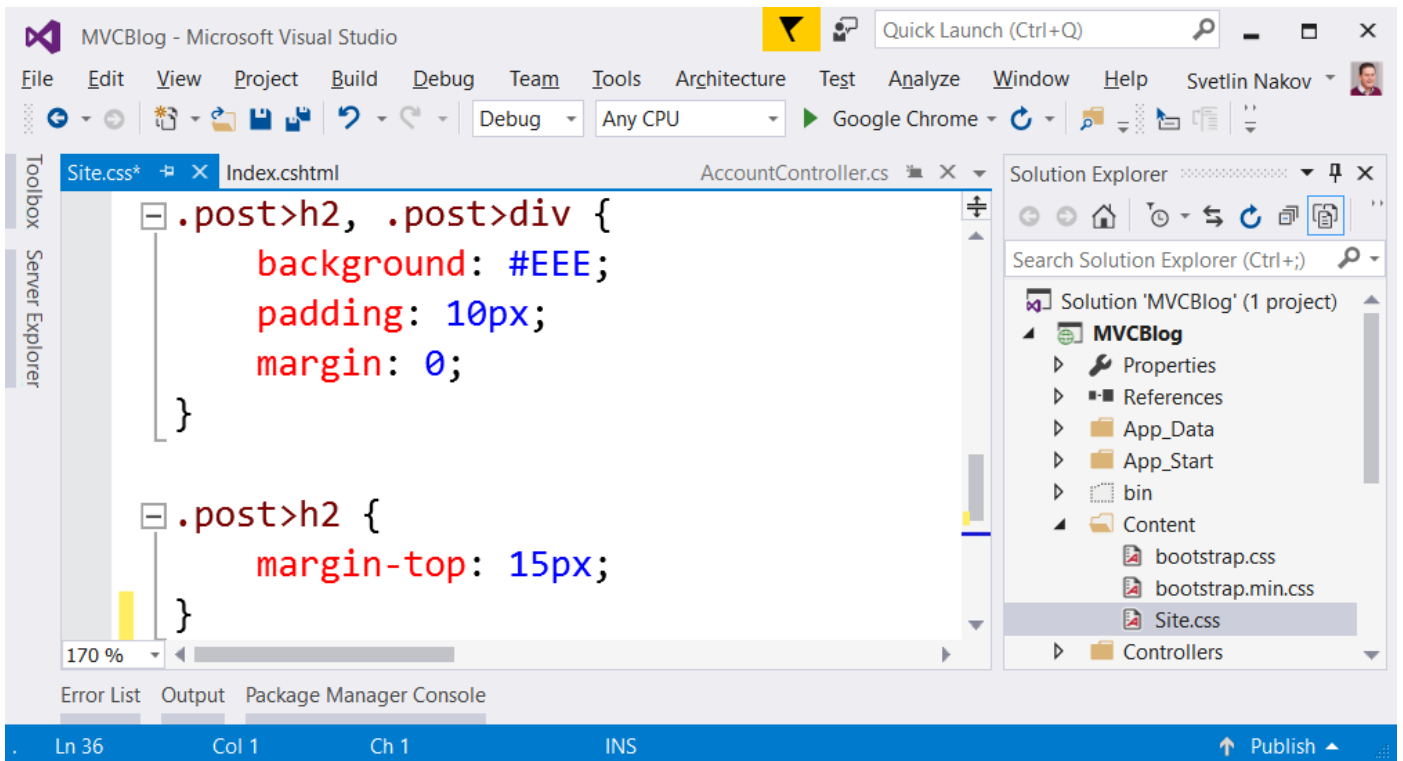 MVCBlog - Microsoft Visual Studio
Quick Launch (Ctrl+Q)
File Edit View Project Build Debug Team Tools Architecture Test Analyze Window Help Svetlin Nakov
Debug Any CPU Google Chrome
Toolbox
Server Explorer
Site.css* Index.cshtml AccountController.cs
.post>h2, .post>div {
background: #EEE;
padding: 10px;
margin: 0;
}
.post>h2 {
margin-top: 15px;
}
170 %
Solution Explorer
Search Solution Explorer (Ctrl+;)
Solution 'MVCBlog' (1 project)
MVCBlog
Properties
References
App_Data
App_Start
bin
Content
bootstrap.css
bootstrap.min.css
Site.css
Controllers
Error List Output Package Manager Console
Ln 36 Col 1 Ch 1 INS Publish